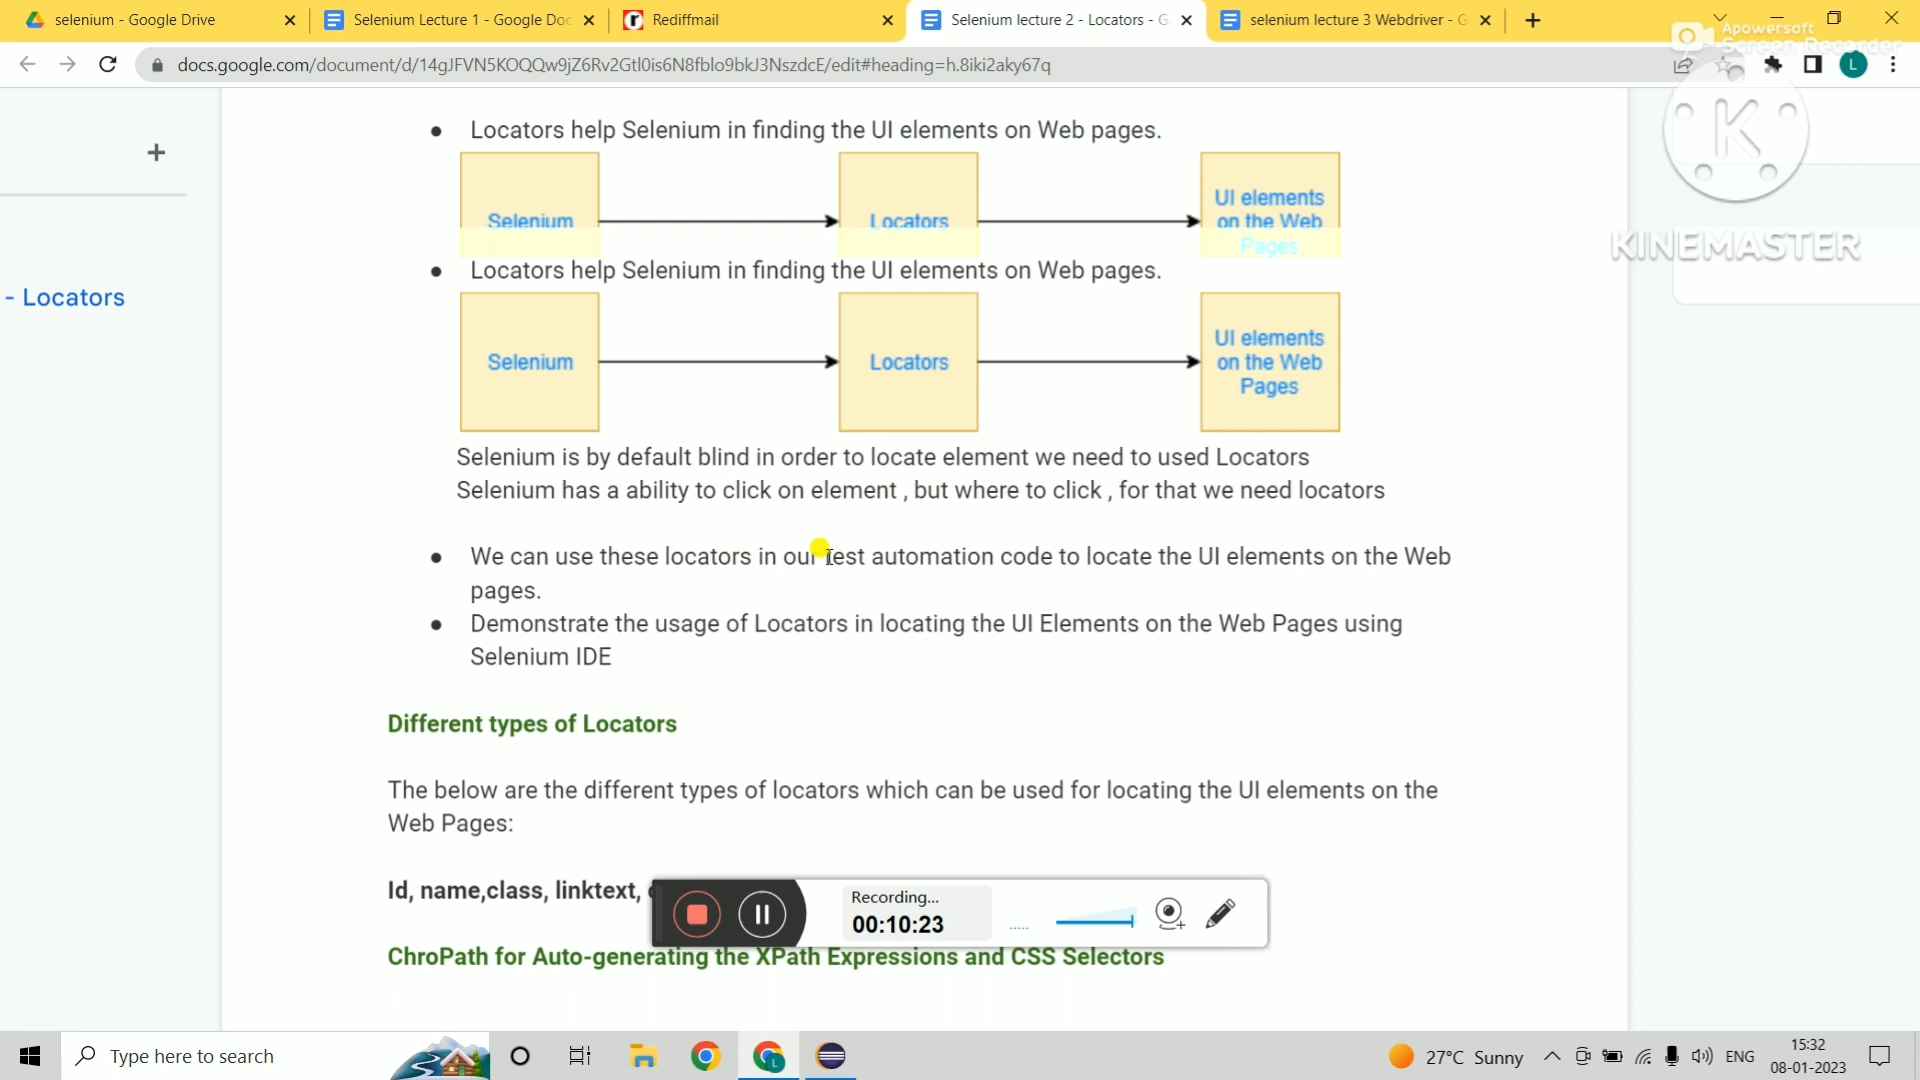 selenium - Google Drive
Selenium Lecture 1 - Google Doc
Rediffmail
Selenium lecture 2 - Locators - G
selenium lecture 3 Webdriver - G
Apowersoft
Screen Recorder
docs.google.com/document/d/14gJFVN5KOQQw9jZ6Rv2Gtl0is6N8fblo9bkJ3NszdcE/edit#heading=h.8iki2aky67q
L
K
KINEMASTER
- Locators
● Locators help Selenium in finding the UI elements on Web pages.
Selenium
Locators
UI elements
on the Web
Pages
● Locators help Selenium in finding the UI elements on Web pages.
Selenium
Locators
UI elements
on the Web
Pages
Selenium is by default blind in order to locate element we need to used Locators
Selenium has a ability to click on element , but where to click , for that we need locators
● We can use these locators in our test automation code to locate the UI elements on the Web
pages.
● Demonstrate the usage of Locators in locating the UI Elements on the Web Pages using
Selenium IDE
Different types of Locators
The below are the different types of locators which can be used for locating the UI elements on the
Web Pages:
Id, name,class, linktext,
Recording...
00:10:23
ChroPath for Auto-generating the XPath Expressions and CSS Selectors
Type here to search
L
27°C Sunny
ENG
15:32
08-01-2023